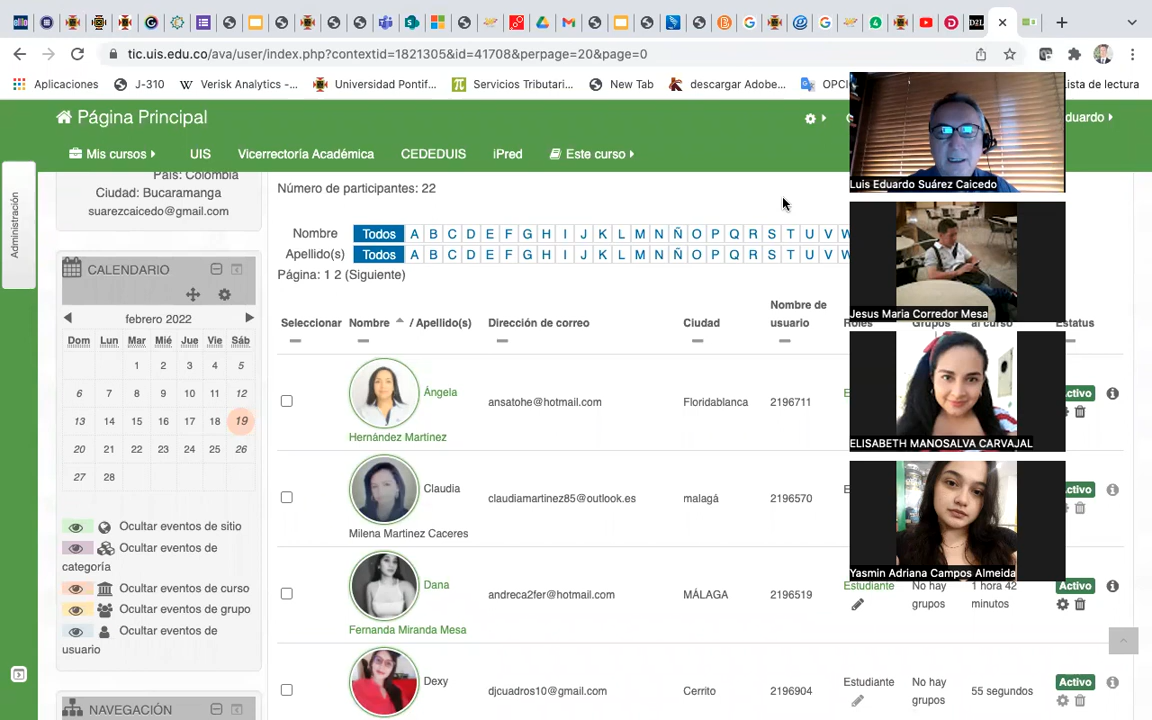 tic.uis.edu.co/ava/user/index.php?contextid=1821305&id=41708&perpage=20&page=0
Aplicaciones J-310 Verisk Analytics -... Universidad Pontif... Servicios Tributari... New Tab descargar Adobe... OPCI Lista de lectura
Página Principal
eduardo
Mis cursos UIS Vicerrectoría Académica CEDEDUIS iPred Este curso
Administración
País: Colombia
Ciudad: Bucaramanga
suarezcaicedo@gmail.com
CALENDARIO
febrero 2022
Dom Lun Mar Mié Jue Vie Sáb
1 2 3 4 5
6 7 8 9 10 11 12
13 14 15 16 17 18 19
20 21 22 23 24 25 26
27 28
Ocultar eventos de sitio
Ocultar eventos de
categoría
Ocultar eventos de curso
Ocultar eventos de grupo
Ocultar eventos de
usuario
NAVEGACIÓN
Número de participantes: 22
Nombre Todos A B C D E F G H I J K L M N Ñ O P Q R S T U V W
Apellido(s) Todos A B C D E F G H I J K L M N Ñ O P Q R S T U V W
Página: 1 2 (Siguiente)
Seleccionar Nombre / Apellido(s) Dirección de correo Ciudad Nombre de usuario Roles Grupos al curso Estatus
Ángela
Hernández Martínez ansatohe@hotmail.com Floridablanca 2196711 Activo
Claudia
Milena Martinez Caceres claudiamartinez85@outlook.es malagá 2196570 Activo
Dana
Fernanda Miranda Mesa andreca2fer@hotmail.com MÁLAGA 2196519 Estudiante No hay grupos 1 hora 42 minutos Activo
Dexy djcuadros10@gmail.com Cerrito 2196904 Estudiante No hay grupos 55 segundos Activo
Luis Eduardo Suárez Caicedo
Jesus Maria Corredor Mesa
ELISABETH MANOSALVA CARVAJAL
Yasmin Adriana Campos Almeida